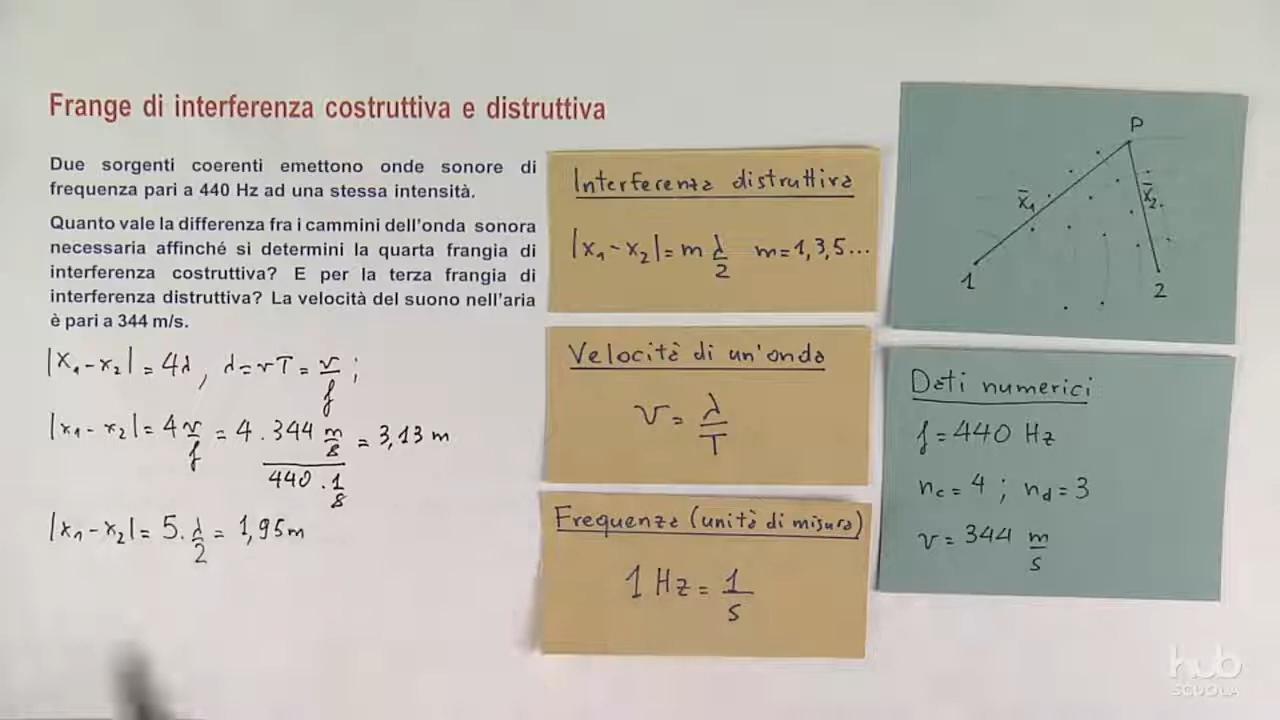 Frange di interferenza costruttiva e distruttiva
Due sorgenti coerenti emettono onde sonore di
frequenza pari a 440 Hz ad una stessa intensità.
Quanto vale la differenza fra i cammini dell'onda sonora
necessaria affinché si determini la quarta frangia di
interferenza costruttiva? E per la terza frangia di
interferenza distruttiva? La velocità del suono nell'aria
è pari a 344 m/s.
|x₁-x₂| = 4λ, λ=vT= v/f ;
|x₁-x₂|= 4 v/f = 4 . 344 m/s / 440 . 1/s = 3,13 m
|x₁-x₂|= 5. λ/2 = 1,95m
Interferenza distruttiva
|x₁-x₂|= m λ/2 m=1,3,5...
Velocità di un'onda
v= λ/T
Frequenza (unità di misura)
1 Hz= 1/s
P
x̄₁
x̄₂
1
2
Dati numerici
f=440 Hz
nc= 4 ; nd=3
v= 344 m/s
hub
SCUOLA